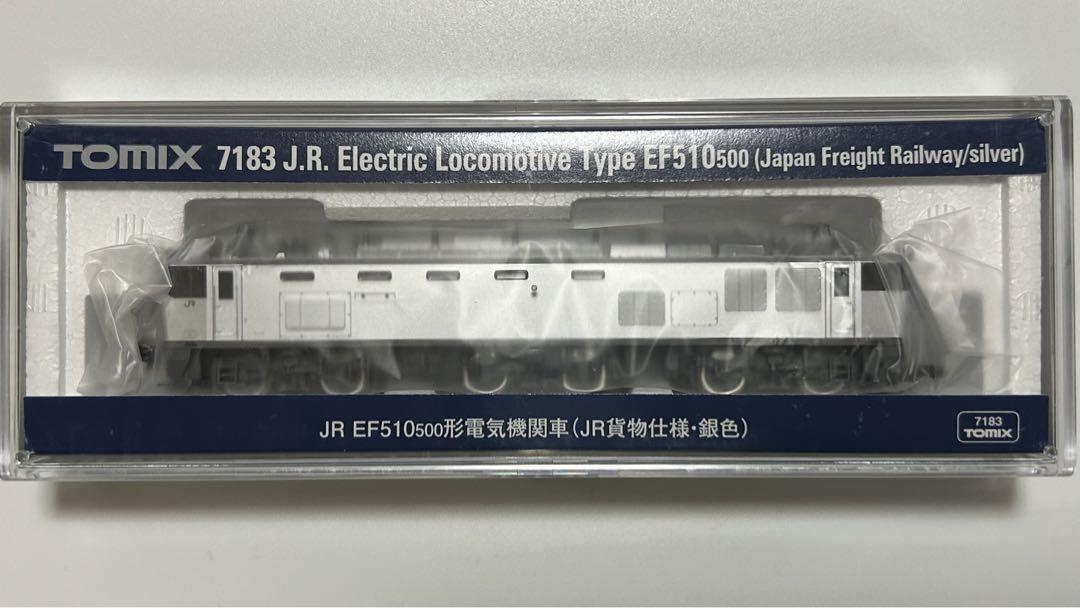 TOMIX 7183 J.R. Electric Locomotive Type EF510500 (Japan Freight Railway/silver)
JR
JR EF510500形電気機関車(JR貨物仕様・銀色)
7183
TOMIX